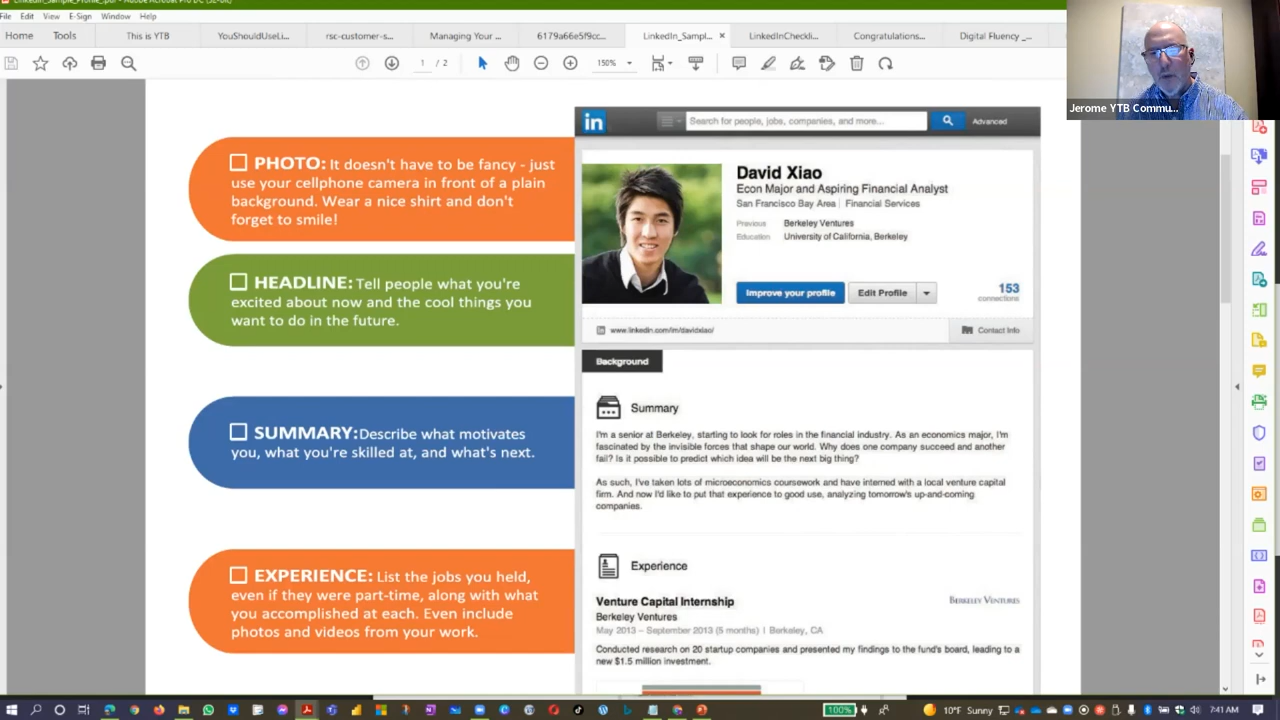 LinkedIn_Sample_Profile_.pdf - Adobe Acrobat Pro DC (32-bit)
File Edit View E-Sign Window Help
Home Tools This is YTB YouShouldUseLi... rsc-customer-s... Managing Your ... 6179a66e5f9cc... LinkedIn_Sampl... × LinkedInCheckli... Congratulations... Digital Fluency _...
1 / 2 150%
Jerome YTB Commu...
in Search for people, jobs, companies, and more... Advanced
PHOTO: It doesn't have to be fancy - just
use your cellphone camera in front of a plain
background. Wear a nice shirt and don't
forget to smile!
HEADLINE: Tell people what you're
excited about now and the cool things you
want to do in the future.
SUMMARY: Describe what motivates
you, what you're skilled at, and what's next.
EXPERIENCE: List the jobs you held,
even if they were part-time, along with what
you accomplished at each. Even include
photos and videos from your work.
David Xiao
Econ Major and Aspiring Financial Analyst
San Francisco Bay Area | Financial Services
Previous Berkeley Ventures
Education University of California, Berkeley
Improve your profile Edit Profile
153
connections
in www.linkedin.com/in/davidxiao/ Contact Info
Background
Summary
I'm a senior at Berkeley, starting to look for roles in the financial industry. As an economics major, I'm
fascinated by the invisible forces that shape our world. Why does one company succeed and another
fail? Is it possible to predict which idea will be the next big thing?
As such, I've taken lots of microeconomics coursework and have interned with a local venture capital
firm. And now I'd like to put that experience to good use, analyzing tomorrow's up-and-coming
companies.
Experience
Venture Capital Internship
BERKELEY VENTURES
Berkeley Ventures
May 2013 – September 2013 (5 months) | Berkeley, CA
Conducted research on 20 startup companies and presented my findings to the fund's board, leading to a
new $1.5 million investment.
100% 10°F Sunny 7:41 AM